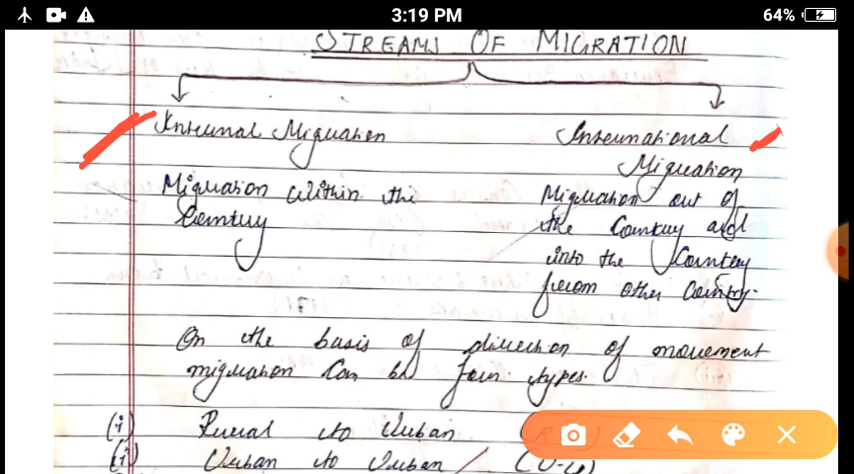 3:19 PM
64%
STREAMS OF MIGRATION
Internal Migration
Migration within the
Country
International
Migration
Migration out of
the Country and
into the Country
from other Country.
On the basis of direction of movement
migration can be four types.
(i) Rural to Urban
(ii) Urban to Urban (U-U)